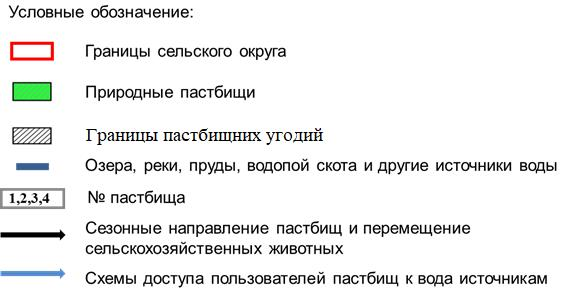 Условные обозначение:
Границы сельского округа
Природные пастбищи
Границы пастбищних угодий
Озера, реки, пруды, водопой скота и другие источники воды
1,2,3,4 № пастбища
Сезонные направление пастбищ и перемещение
сельскохозяйственных животных
Схемы доступа пользователей пастбищ к вода источникам